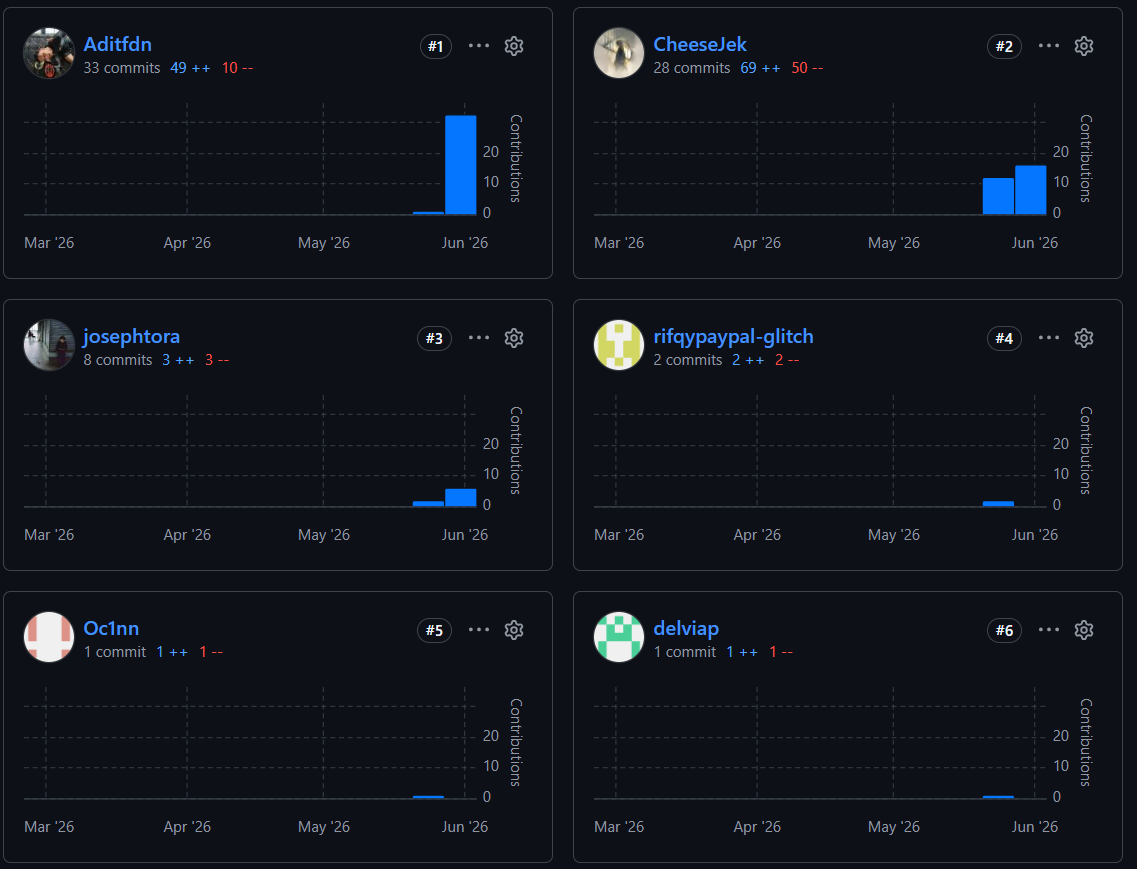 Aditfdn #1
33 commits 49 ++ 10 --
Contributions
20
10
0
Mar '26 Apr '26 May '26 Jun '26
CheeseJek #2
28 commits 69 ++ 50 --
Contributions
20
10
0
Mar '26 Apr '26 May '26 Jun '26
josephtora #3
8 commits 3 ++ 3 --
Contributions
20
10
0
Mar '26 Apr '26 May '26 Jun '26
rifqypaypal-glitch #4
2 commits 2 ++ 2 --
Contributions
20
10
0
Mar '26 Apr '26 May '26 Jun '26
Oc1nn #5
1 commit 1 ++ 1 --
Contributions
20
10
0
Mar '26 Apr '26 May '26 Jun '26
delviap #6
1 commit 1 ++ 1 --
Contributions
20
10
0
Mar '26 Apr '26 May '26 Jun '26